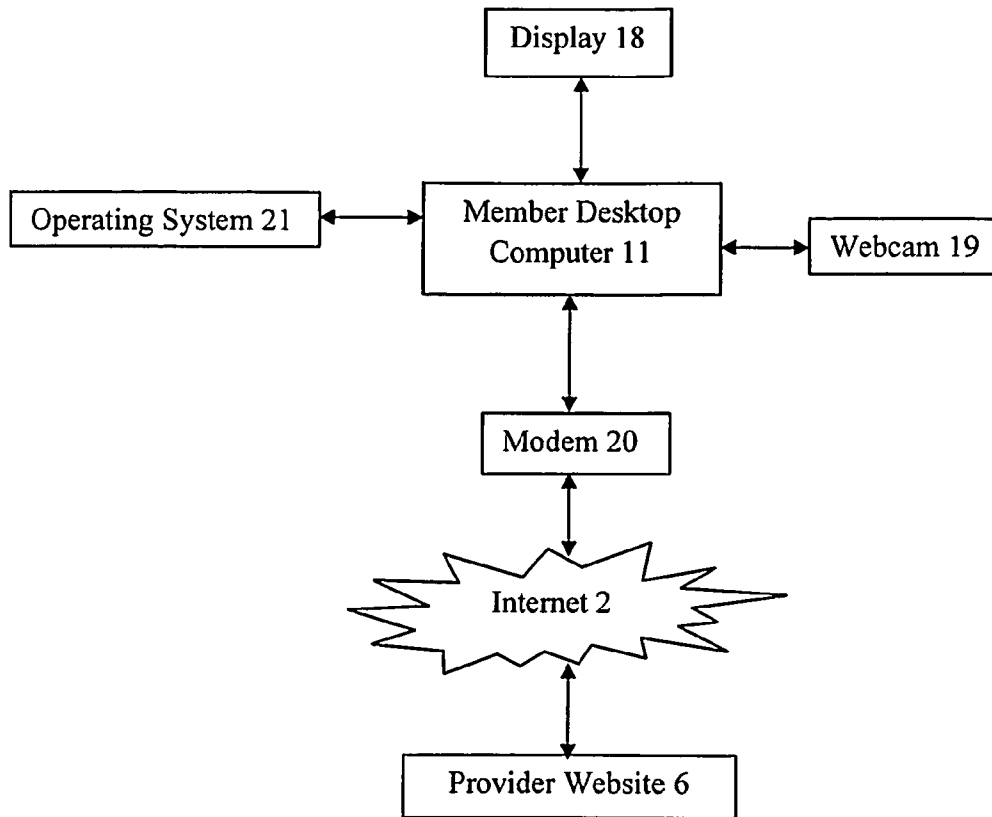 Display 18
Operating System 21
Member Desktop
Computer 11
Webcam 19
Modem 20
Internet 2
Provider Website 6